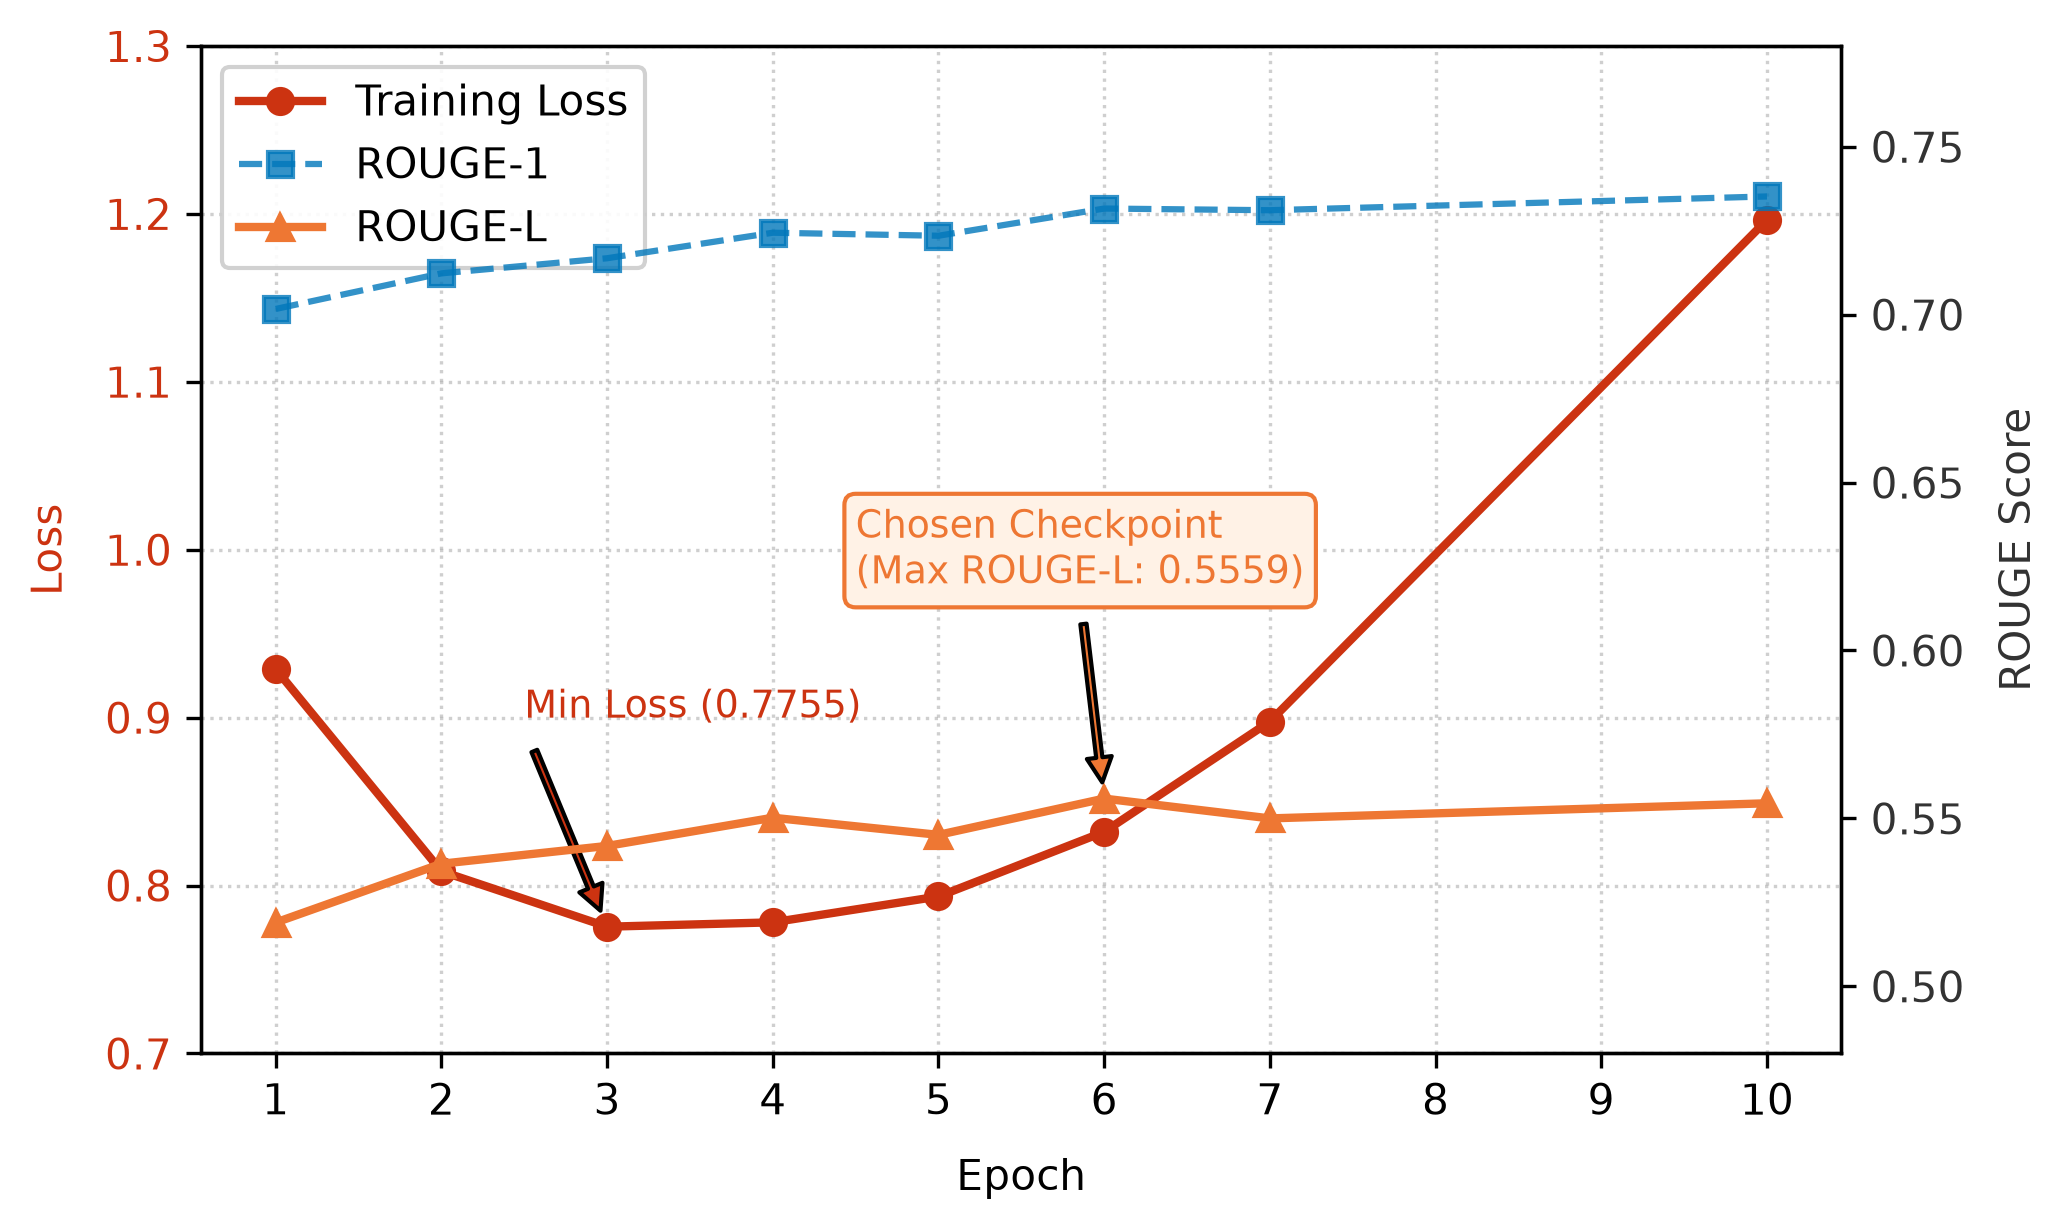 1.3
1.2
1.1
1.0
0.9
0.8
0.7
Loss
Training Loss
ROUGE-1
ROUGE-L
Chosen Checkpoint
(Max ROUGE-L: 0.5559)
Min Loss (0.7755)
0.75
0.70
0.65
0.60
0.55
0.50
ROUGE Score
1 2 3 4 5 6 7 8 9 10
Epoch